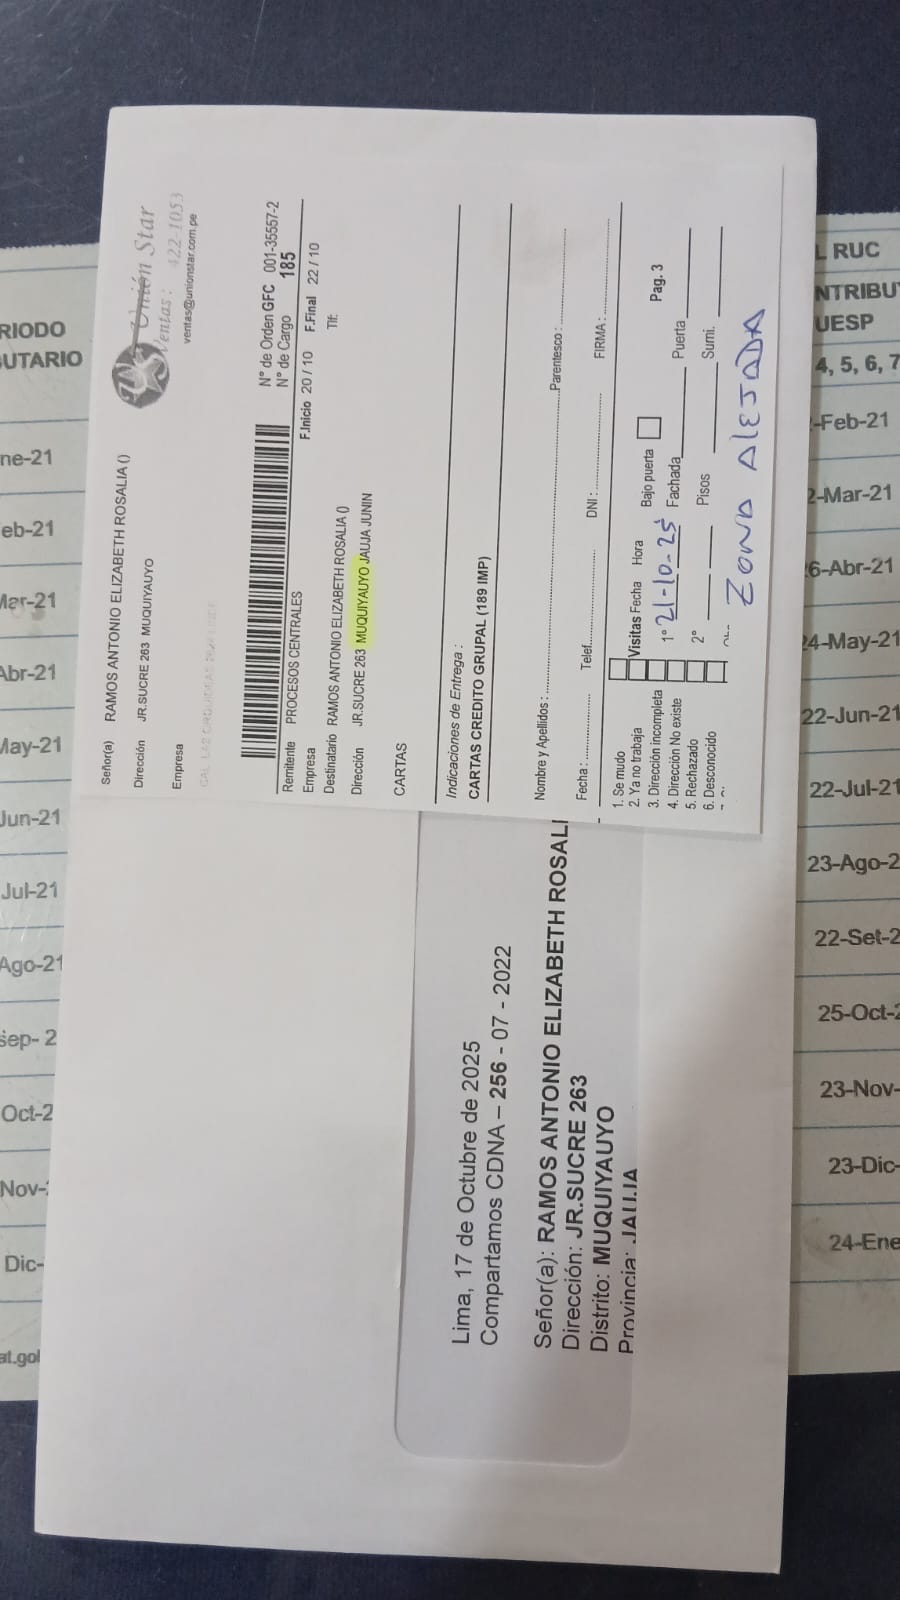 Señor(a) RAMOS ANTONIO ELIZABETH ROSALIA ()
Dirección JR.SUCRE 263 MUQUIYAUYO
Empresa
Unión Star
Ventas: 422-1053
ventas@unionstar.com.pe
N° de Orden GFC 001-35557-2
N° de Cargo 185
Remitente PROCESOS CENTRALES
F.Inicio 20 / 10 F.Final 22 / 10
Empresa
Tlf:
Destinatario RAMOS ANTONIO ELIZABETH ROSALIA ()
Dirección JR.SUCRE 263 MUQUIYAUYO JAUJA JUNIN
CARTAS
Indicaciones de Entrega :
CARTAS CREDITO GRUPAL (189 IMP)
Nombre y Apellidos : Parentesco :
Fecha : Telef. DNI : FIRMA :
1. Se mudo
2. Ya no trabaja
3. Dirección incompleta
4. Dirección No existe
5. Rechazado
6. Desconocido
Visitas Fecha Hora Bajo puerta Pag. 3
1° 21-10-25 Fachada Puerta
2° Pisos Sumi.
ZONA ALEJADA
Lima, 17 de Octubre de 2025
Compartamos CDNA – 256 - 07 - 2022
Señor(a): RAMOS ANTONIO ELIZABETH ROSALI
Dirección: JR.SUCRE 263
Distrito: MUQUIYAUYO
Provincia: JAUJA
RIODO
UTARIO
ne-21
eb-21
Mar-21
Abr-21
May-21
Jun-21
Jul-21
Ago-21
Sep- 2
Oct-2
Nov-
Dic-
at.gol
L RUC
NTRIBU
UESP
4, 5, 6, 7
-Feb-21
2-Mar-21
6-Abr-21
24-May-21
22-Jun-21
22-Jul-21
23-Ago-2
22-Set-2
25-Oct-2
23-Nov-
23-Dic-
24-Ene